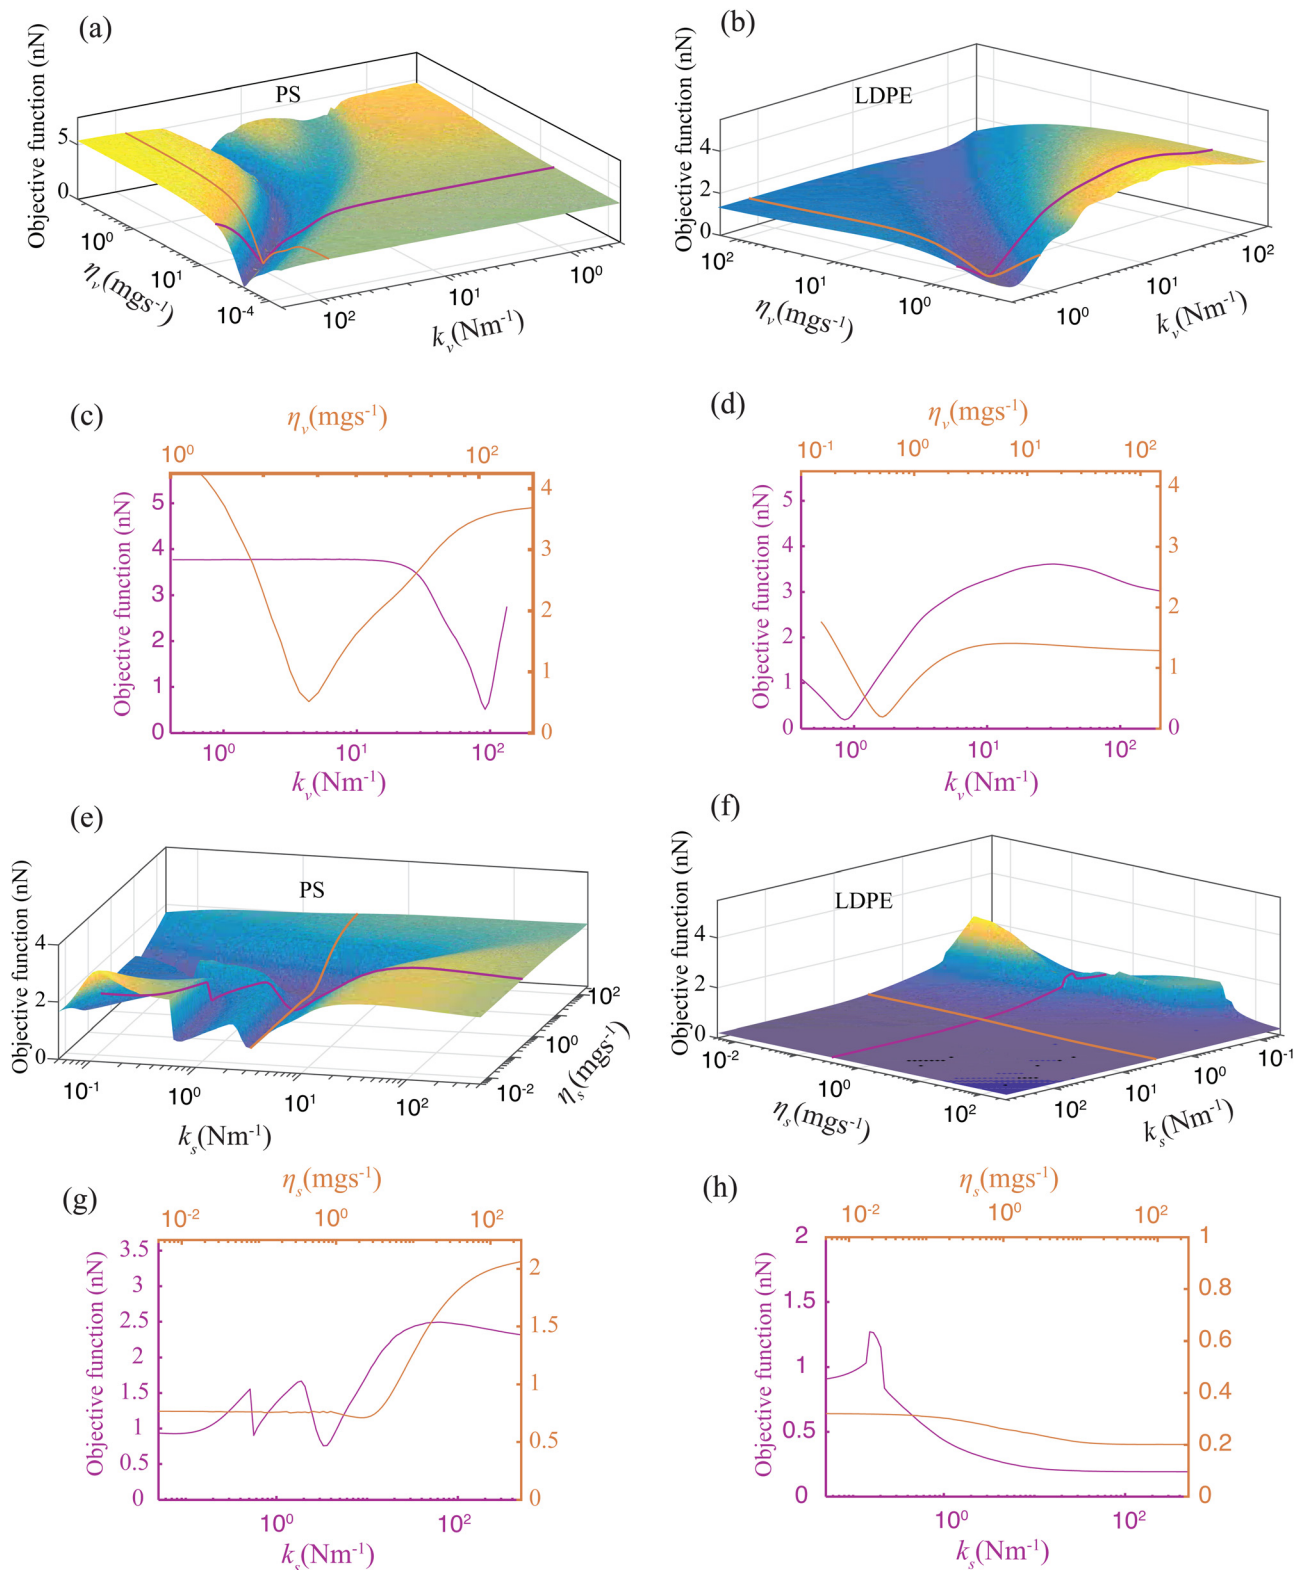 (a)
PS
Objective function (nN)
5
0
10⁰
10¹
10⁻⁴
η_v(mgs⁻¹)
10²
10¹
10⁰
k_v(Nm⁻¹)
(b)
LDPE
Objective function (nN)
4
2
0
10²
10¹
10⁰
η_v(mgs⁻¹)
10⁰
10¹
10²
k_v(Nm⁻¹)
(c)
η_v(mgs⁻¹)
10⁰
10²
Objective function (nN)
5
4
3
2
1
0
4
3
2
1
0
10⁰
10¹
10²
k_v(Nm⁻¹)
(d)
η_v(mgs⁻¹)
10⁻¹
10⁰
10¹
10²
Objective function (nN)
5
4
3
2
1
0
4
3
2
1
0
10⁰
10¹
10²
k_v(Nm⁻¹)
(e)
PS
Objective function (nN)
4
2
0
10⁻¹
10⁰
10¹
10²
k_s(Nm⁻¹)
10²
10⁰
10⁻²
η_s(mgs⁻¹)
(f)
LDPE
Objective function (nN)
4
2
0
10⁻²
10⁰
10²
η_s(mgs⁻¹)
10²
10¹
10⁰
10⁻¹
k_s(Nm⁻¹)
(g)
η_s(mgs⁻¹)
10⁻²
10⁰
10²
Objective function (nN)
3.5
3
2.5
2
1.5
1
0.5
0
2
1.5
1
0.5
0
10⁰
10²
k_s(Nm⁻¹)
(h)
η_s(mgs⁻¹)
10⁻²
10⁰
10²
Objective function (nN)
2
1.5
1
0.5
0
1
0.8
0.6
0.4
0.2
0
10⁰
10²
k_s(Nm⁻¹)